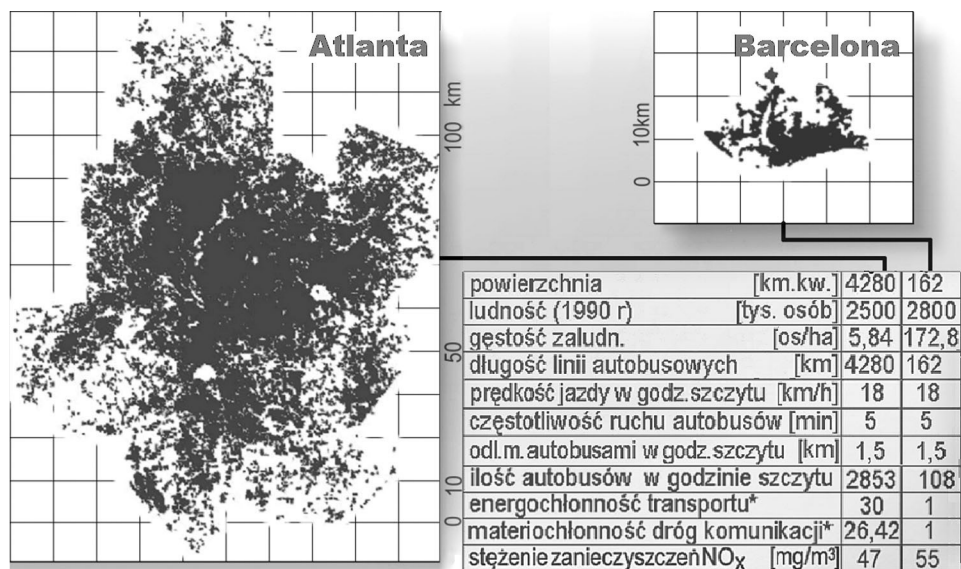 Atlanta
Barcelona
100 km
50
10
0
10km
0
powierzchnia [km.kw.] 4280 162
ludność (1990 r) [tys. osób] 2500 2800
gęstość zaludn. [os/ha] 5,84 172,8
długość linii autobusowych [km] 4280 162
prędkość jazdy w godz.szczytu [km/h] 18 18
częstotliwość ruchu autobusów [min] 5 5
odl.m.autobusami w godz.szczytu [km] 1,5 1,5
ilość autobusów w godzinie szczytu 2853 108
energochłonność transportu* 30 1
materiochłonność dróg komunikacji* 26,42 1
stężenie zanieczyszczeń NOx [mg/m³] 47 55